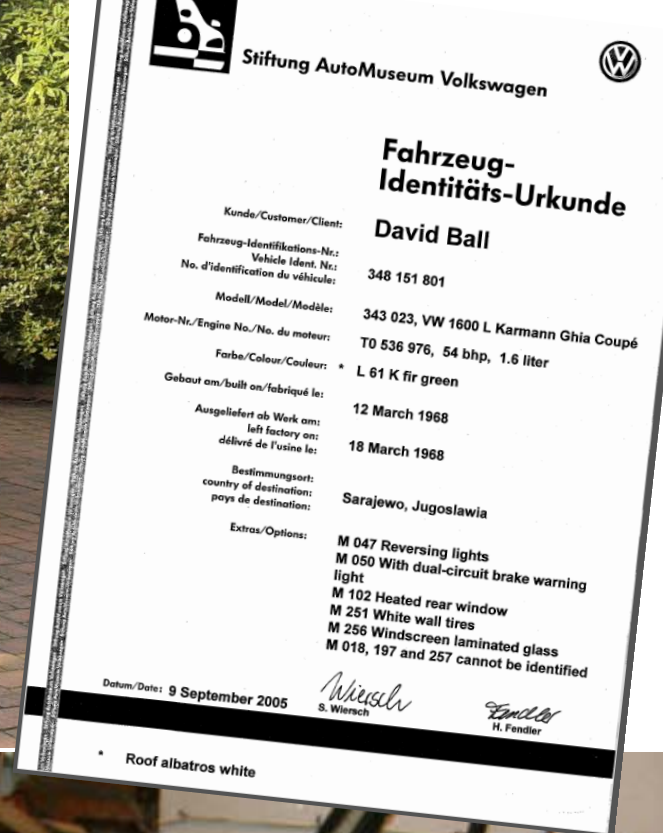 Stiftung AutoMuseum Volkswagen
Fahrzeug-
Identitäts-Urkunde
Kunde/Customer/Client:
David Ball
Fahrzeug-Identifikations-Nr.:
Vehicle Ident. Nr.:
No. d'identification du véhicule:
348 151 801
Modell/Model/Modèle:
343 023, VW 1600 L Karmann Ghia Coupé
Motor-Nr./Engine No./No. du moteur:
T0 536 976, 54 bhp, 1.6 liter
Farbe/Colour/Couleur: *
L 61 K fir green
Gebaut am/built on/fabriqué le:
12 March 1968
Ausgeliefert ab Werk am:
left factory on:
délivré de l'usine le:
18 March 1968
Bestimmungsort:
country of destination:
pays de destination:
Sarajewo, Jugoslawia
Extras/Options:
M 047 Reversing lights
M 050 With dual-circuit brake warning
light
M 102 Heated rear window
M 251 White wall tires
M 256 Windscreen laminated glass
M 018, 197 and 257 cannot be identified
Datum/Date: 9 September 2005
Wiersch
S. Wiersch
Fendler
H. Fendler
* Roof albatros white